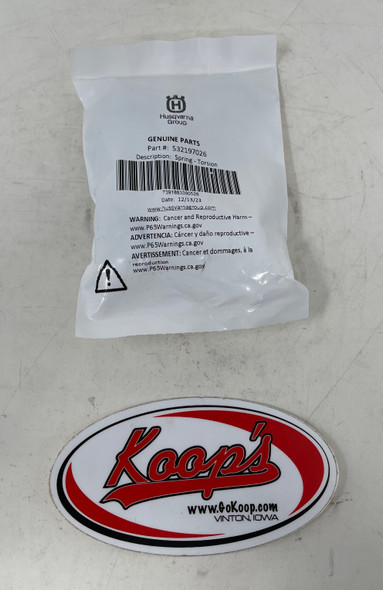 Husqvarna
Group
GENUINE PARTS
Part #: 532197026
Description: Spring - Torsion
Date: 12/13/23
www.husqvarnagroup.com
WARNING: Cancer and Reproductive Harm –
www.P65Warnings.ca.gov
ADVERTENCIA: Cáncer y daño reproductive –
www.P65Warnings.ca.gov
AVERTISSEMENT: Cancer et dommages, à la
reproduction
www.P65Warnings.ca.gov
Koop's
www.GoKoop.com
VINTON, IOWA